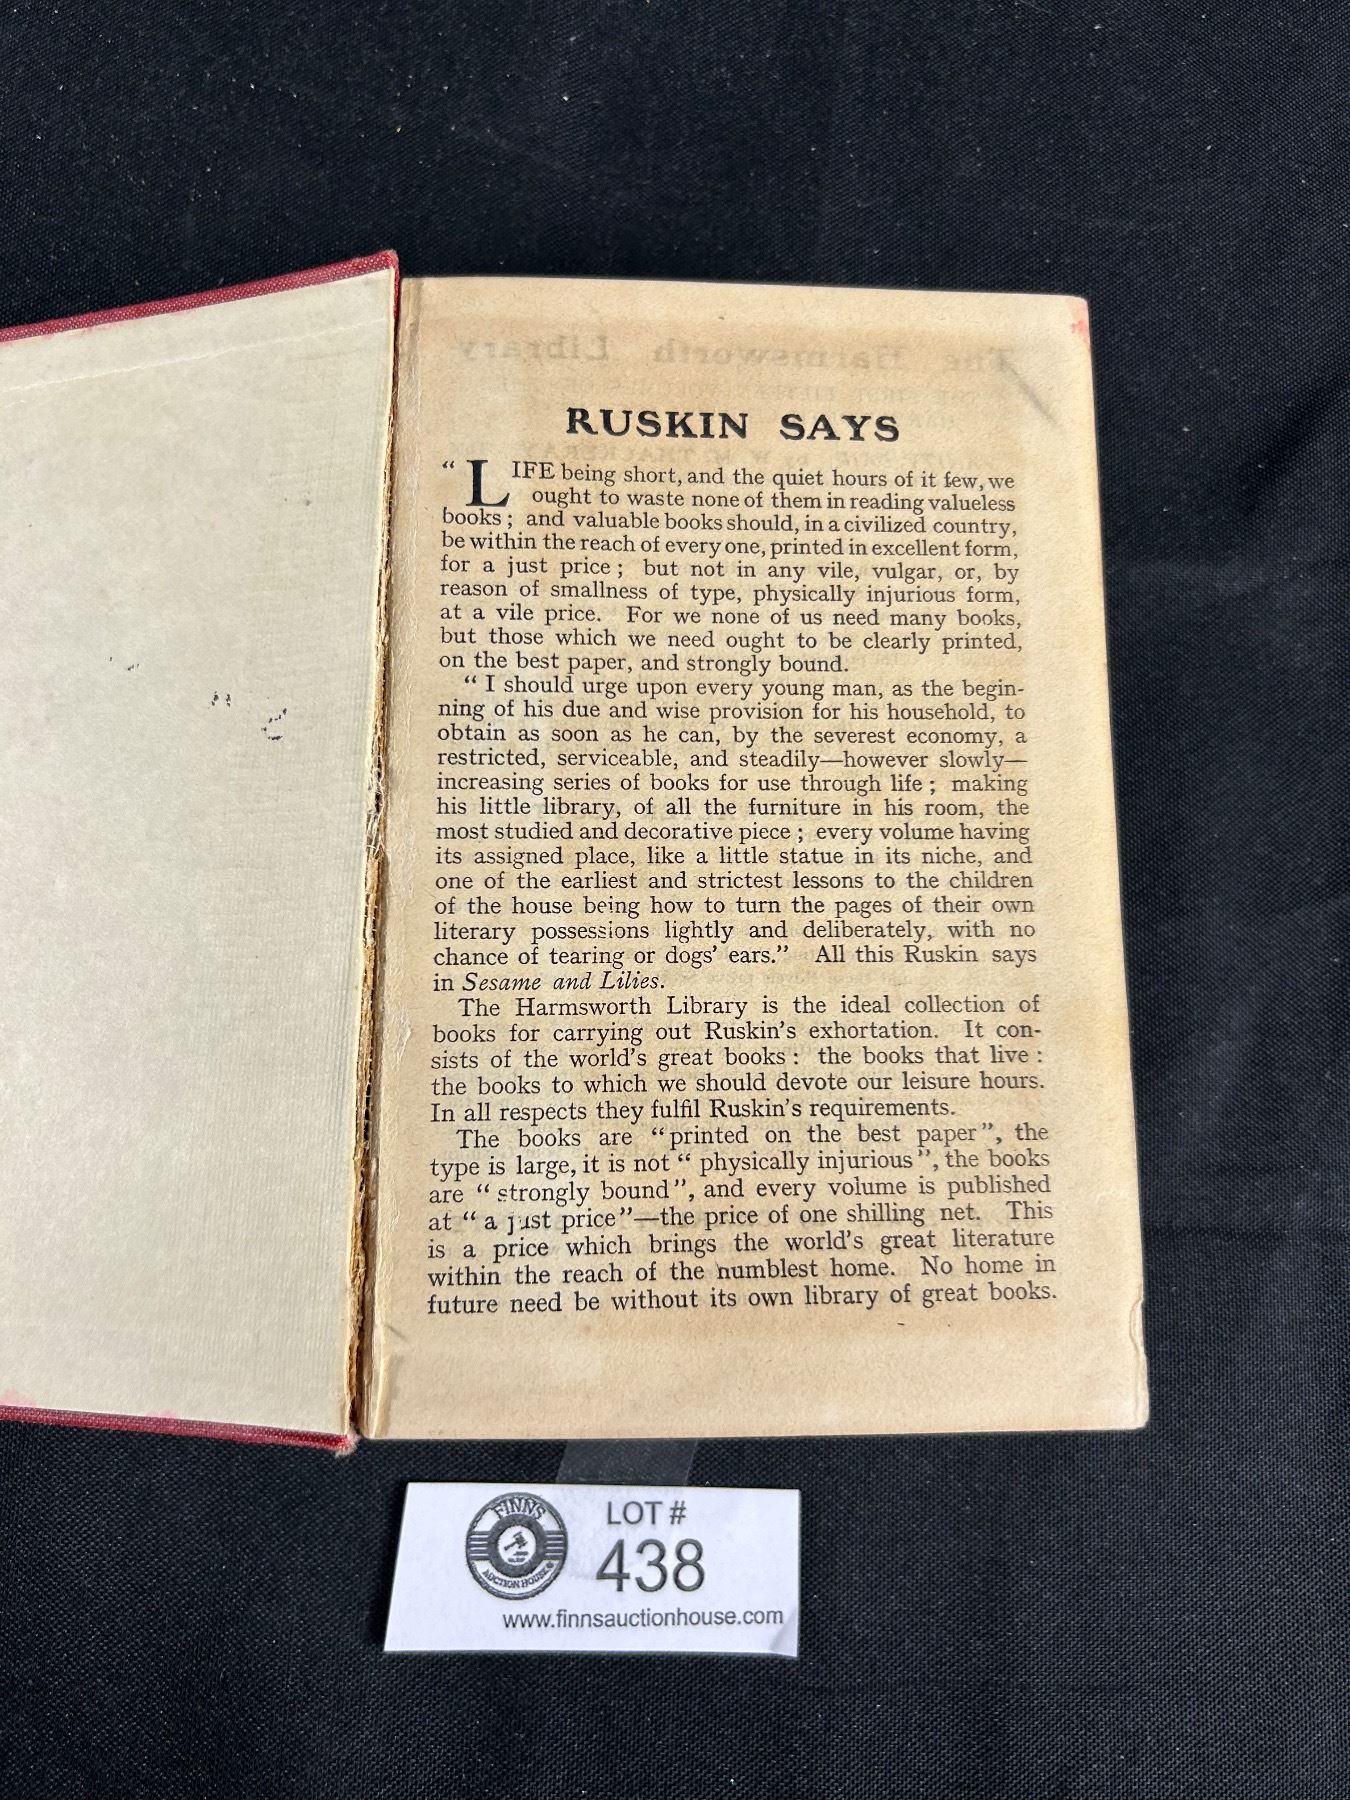 RUSKIN SAYS
“LIFE being short, and the quiet hours of it few, we
ought to waste none of them in reading valueless
books; and valuable books should, in a civilized country,
be within the reach of every one, printed in excellent form,
for a just price; but not in any vile, vulgar, or, by
reason of smallness of type, physically injurious form,
at a vile price. For we none of us need many books,
but those which we need ought to be clearly printed,
on the best paper, and strongly bound.
“I should urge upon every young man, as the begin-
ning of his due and wise provision for his household, to
obtain as soon as he can, by the severest economy, a
restricted, serviceable, and steadily—however slowly—
increasing series of books for use through life; making
his little library, of all the furniture in his room, the
most studied and decorative piece; every volume having
its assigned place, like a little statue in its niche, and
one of the earliest and strictest lessons to the children
of the house being how to turn the pages of their own
literary possessions lightly and deliberately, with no
chance of tearing or dogs’ ears.” All this Ruskin says
in Sesame and Lilies.
The Harmsworth Library is the ideal collection of
books for carrying out Ruskin’s exhortation. It con-
sists of the world’s great books: the books that live:
the books to which we should devote our leisure hours.
In all respects they fulfil Ruskin’s requirements.
The books are “printed on the best paper”, the
type is large, it is not “physically injurious”, the books
are “strongly bound”, and every volume is published
at “a just price”—the price of one shilling net. This
is a price which brings the world’s great literature
within the reach of the humblest home. No home in
future need be without its own library of great books.
FINNS
AUCTION HOUSE
LOT #
438
www.finnsauctionhouse.com